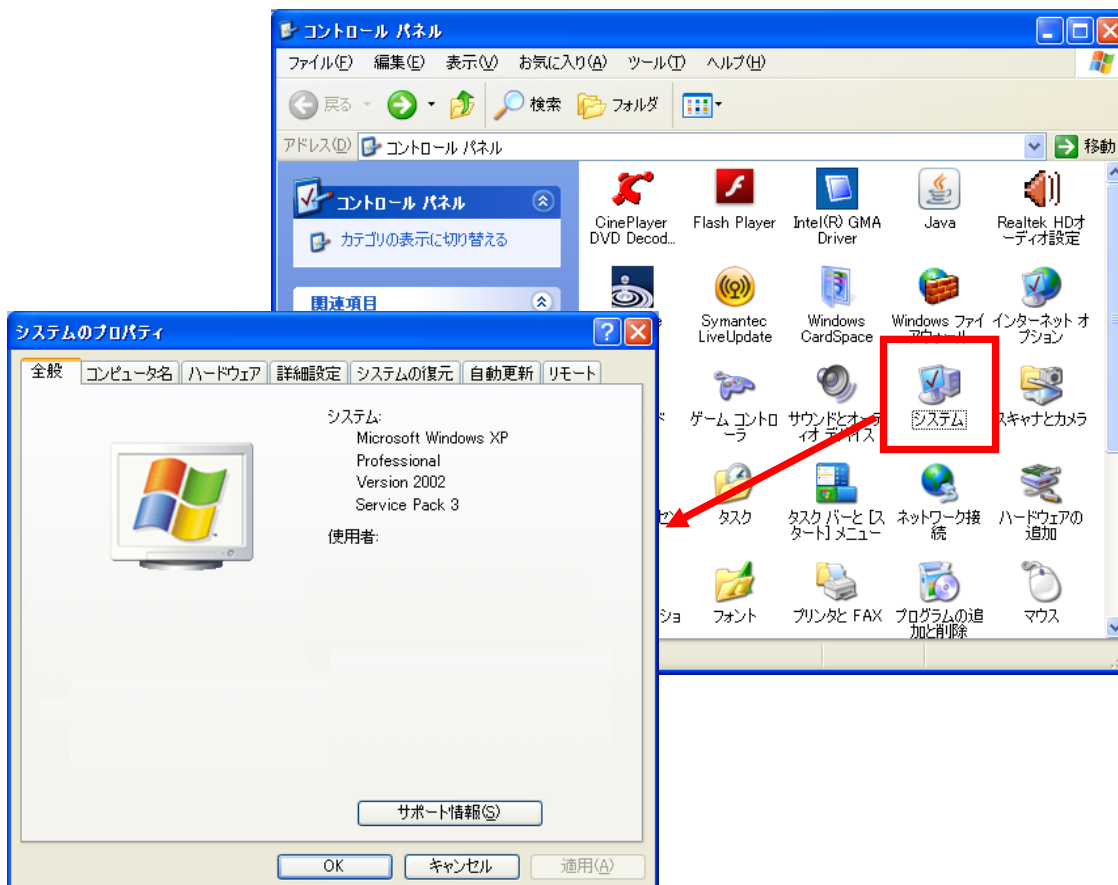 コントロール パネル
ファイル(F) 編集(E) 表示(V) お気に入り(A) ツール(T) ヘルプ(H)
戻る 検索 フォルダ
アドレス(D) コントロール パネル 移動
コントロール パネル
カテゴリの表示に切り替える
関連項目
CinePlayer
DVD Decod...
Flash Player
Intel(R) GMA
Driver
Java
Realtek HDオ
ーディオ設定
Symantec
LiveUpdate
Windows
CardSpace
Windows ファイ
アウォール
インターネット オ
プション
ゲーム コントロ
ーラ
サウンドとオーデ
ィオ デバイス
システム
スキャナとカメラ
タスク
タスク バーと [ス
タート] メニュー
ネットワーク接
続
ハードウェアの
追加
フォント
プリンタと FAX
プログラムの追
加と削除
マウス
システムのプロパティ
全般 コンピュータ名 ハードウェア 詳細設定 システムの復元 自動更新 リモート
システム:
Microsoft Windows XP
Professional
Version 2002
Service Pack 3
使用者:
サポート情報(S)
OK キャンセル 適用(A)